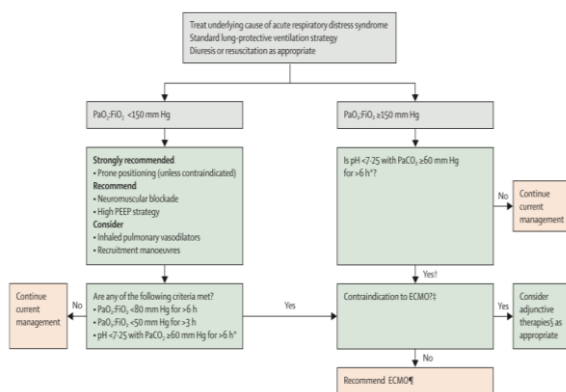 Treat underlying cause of acute respiratory distress syndrome
Standard lung-protective ventilation strategy
Diuresis or resuscitation as appropriate
PaO₂:FiO₂ <150 mm Hg
PaO₂:FiO₂ ≥150 mm Hg
Strongly recommended
• Prone positioning (unless contraindicated)
Recommend
• Neuromuscular blockade
• High PEEP strategy
Consider
• Inhaled pulmonary vasodilators
• Recruitment manoeuvres
Is pH <7·25 with PaCO₂ ≥60 mm Hg
for >6 h*?
No
Continue
current
management
Yes†
Continue
current
management
No
Are any of the following criteria met?
• PaO₂:FiO₂ <80 mm Hg for >6 h
• PaO₂:FiO₂ <50 mm Hg for >3 h
• pH <7·25 with PaCO₂ ≥60 mm Hg for >6 h*
Yes
Contraindication to ECMO?‡
Yes
Consider
adjunctive
therapies§ as
appropriate
No
Recommend ECMO¶